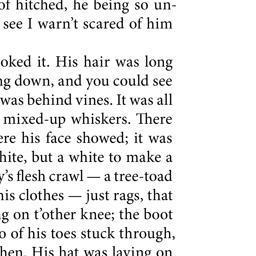 of hitched, he being so un-
see I warn't scared of him
oked it. His hair was long
ng down, and you could see
was behind vines. It was all
mixed-up whiskers. There
ere his face showed; it was
hite, but a white to make a
y's flesh crawl — a tree-toad
his clothes — just rags, that
ng on t'other knee; the boot
o of his toes stuck through,
hen. His hat was laying on